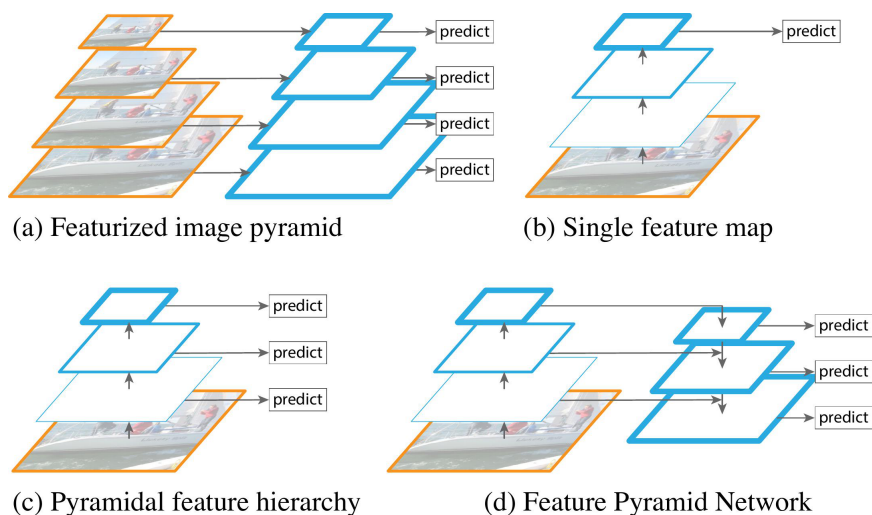 predict
predict
predict
predict
(a) Featurized image pyramid
predict
(b) Single feature map
predict
predict
predict
(c) Pyramidal feature hierarchy
predict
predict
predict
(d) Feature Pyramid Network